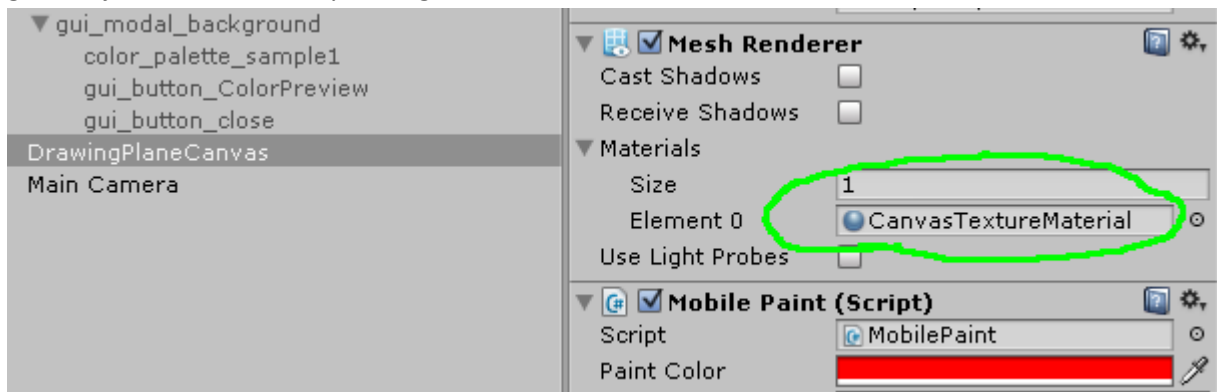 gui_modal_background
color_palette_sample1
gui_button_ColorPreview
gui_button_close
DrawingPlaneCanvas
Main Camera
Mesh Renderer
Cast Shadows
Receive Shadows
Materials
Size 1
Element 0 CanvasTextureMaterial
Use Light Probes
Mobile Paint (Script)
Script MobilePaint
Paint Color